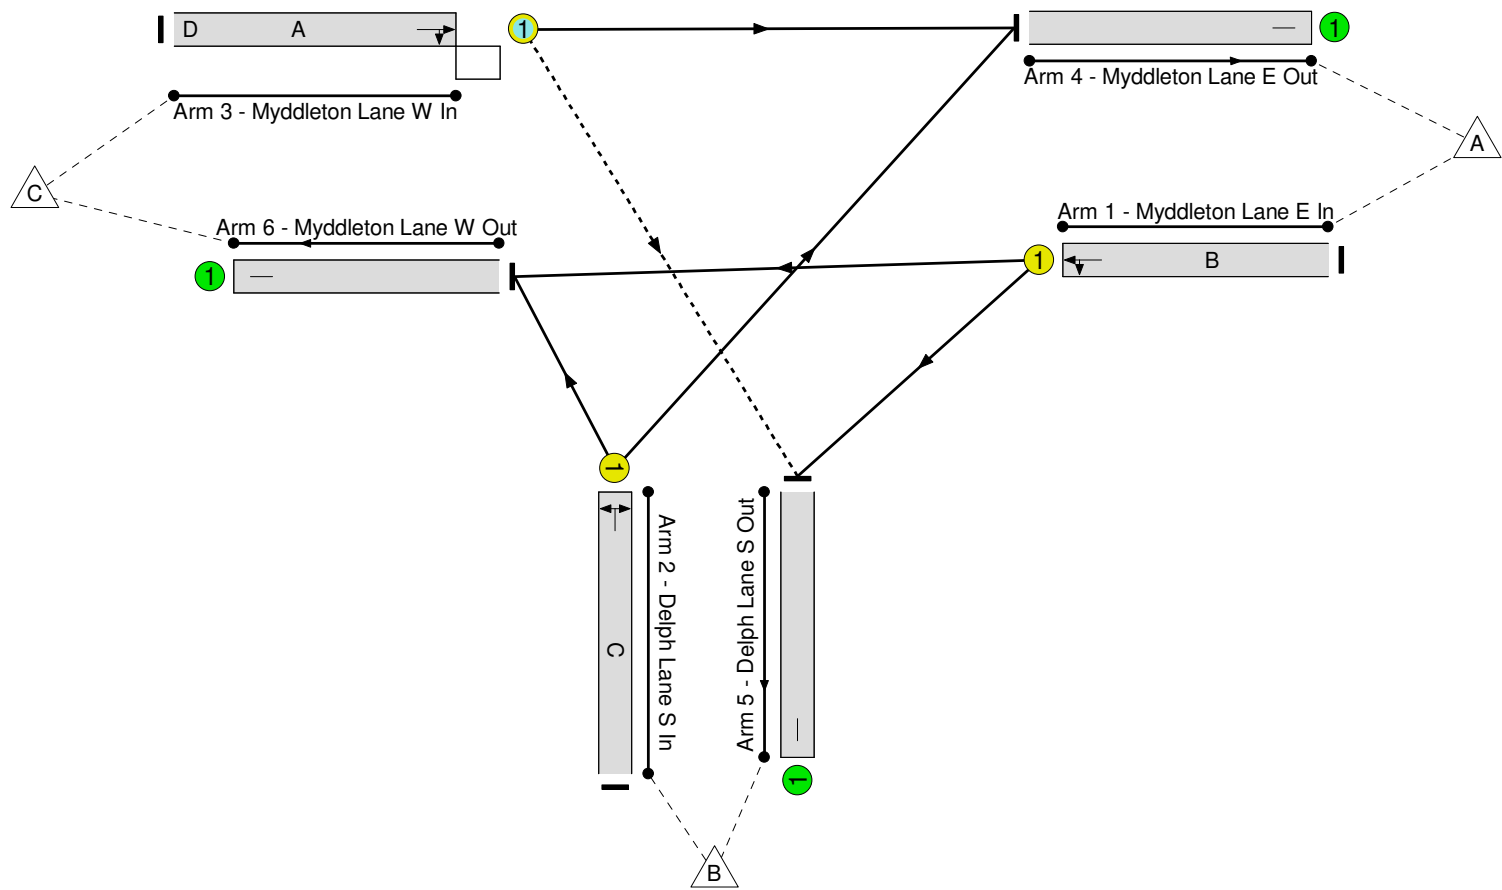 D A 1 1
Arm 4 - Myddleton Lane E Out
Arm 3 - Myddleton Lane W In
A
C
Arm 1 - Myddleton Lane E In
Arm 6 - Myddleton Lane W Out
1 1 B
1
Arm 2 - Delph Lane S In
Arm 5 - Delph Lane S Out
C
1
B